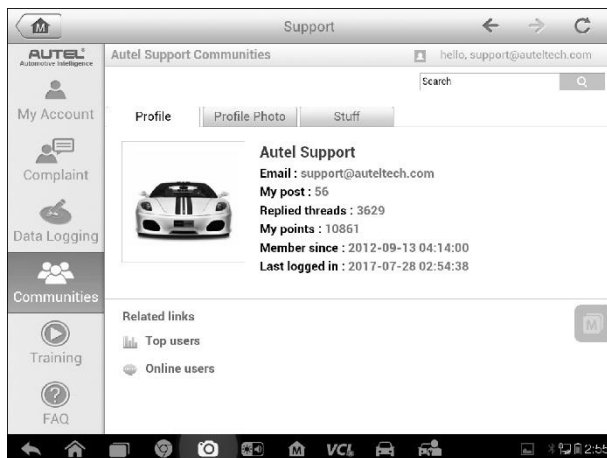 M
Support
AUTEL®
Automotive Intelligence
Autel Support Communities
hello, support@auteltech.com
Search
My Account
Profile
Profile Photo
Stuff
Complaint
Autel Support
Email : support@auteltech.com
My post : 56
Replied threads : 3629
My points : 10861
Member since : 2012-09-13 04:14:00
Last logged in : 2017-07-28 02:54:38
Data Logging
Communities
Related links
Top users
Online users
M
Training
FAQ
M
VCI
2:55